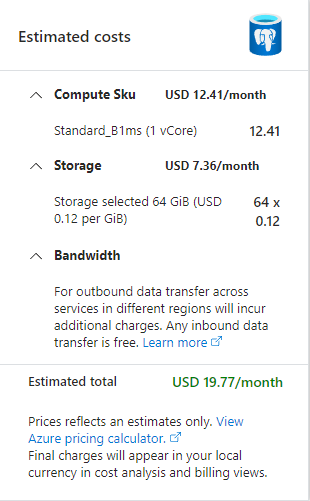 Estimated costs
Compute Sku USD 12.41/month
Standard_B1ms (1 vCore) 12.41
Storage USD 7.36/month
Storage selected 64 GiB (USD 64 x
0.12 per GiB) 0.12
Bandwidth
For outbound data transfer across
services in different regions will incur
additional charges. Any inbound data
transfer is free. Learn more
Estimated total USD 19.77/month
Prices reflect​s an estimates only. View
Azure pricing calculator.
Final charges will appear in your local
currency in cost analysis and billing views.